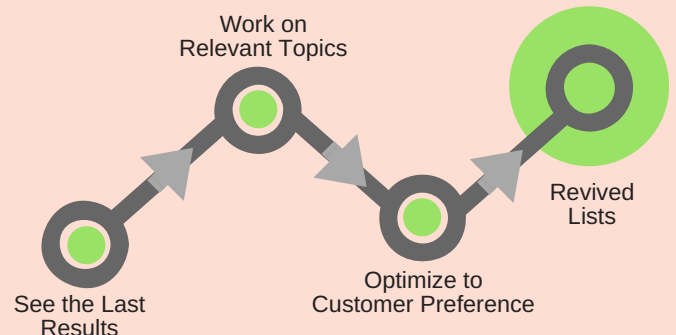 Work on
Relevant Topics
Revived
Lists
Optimize to
Customer Preference
See the Last
Results